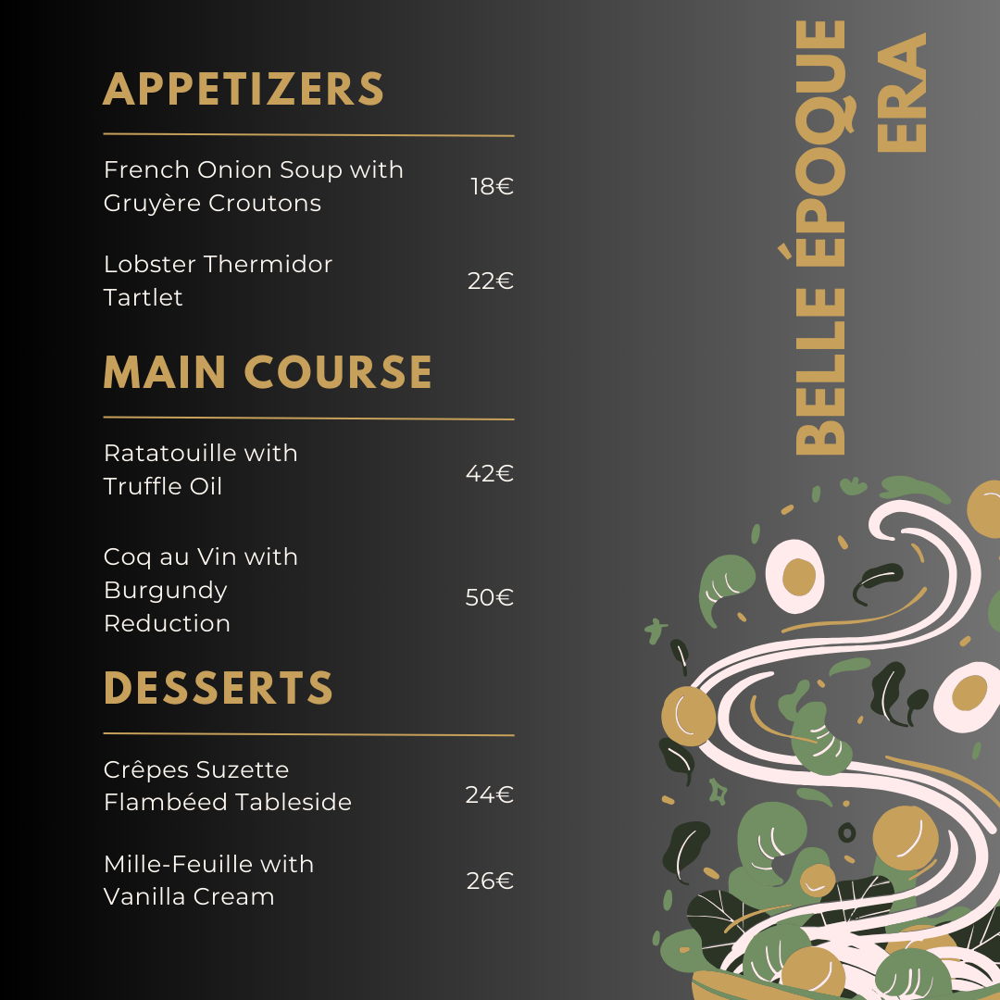 APPETIZERS
French Onion Soup with
Gruyère Croutons
18€
Lobster Thermidor
Tartlet
22€
MAIN COURSE
Ratatouille with
Truffle Oil
42€
Coq au Vin with
Burgundy
Reduction
50€
DESSERTS
Crêpes Suzette
Flambéed Tableside
24€
Mille-Feuille with
Vanilla Cream
26€
BELLE ÉPOQUE
ERA